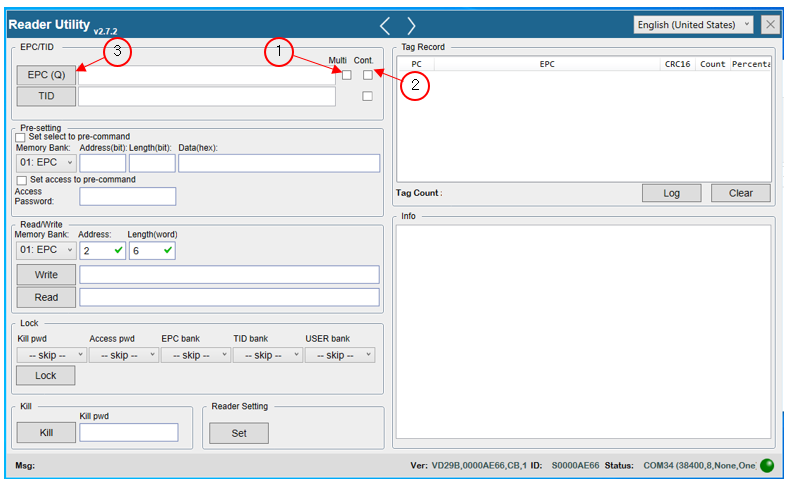 Reader Utility v2.7.2
English (United States)
EPC/TID
3
1
Multi
Cont.
EPC (Q)
2
TID
Pre-setting
Set select to pre-command
Memory Bank: Address(bit): Length(bit): Data(hex):
01: EPC
Set access to pre-command
Access
Password:
Read/Write
Memory Bank: Address: Length(word)
01: EPC 2 6
Write
Read
Lock
Kill pwd Access pwd EPC bank TID bank USER bank
-- skip -- -- skip -- -- skip -- -- skip -- -- skip --
Lock
Kill
Kill pwd
Kill
Reader Setting
Set
Tag Record
PC EPC CRC16 Count Percenta
Tag Count :
Log
Clear
Info
Msg:
Ver: VD29B,0000AE66,CB,1 ID: S0000AE66 Status: COM34 (38400,8,None,One